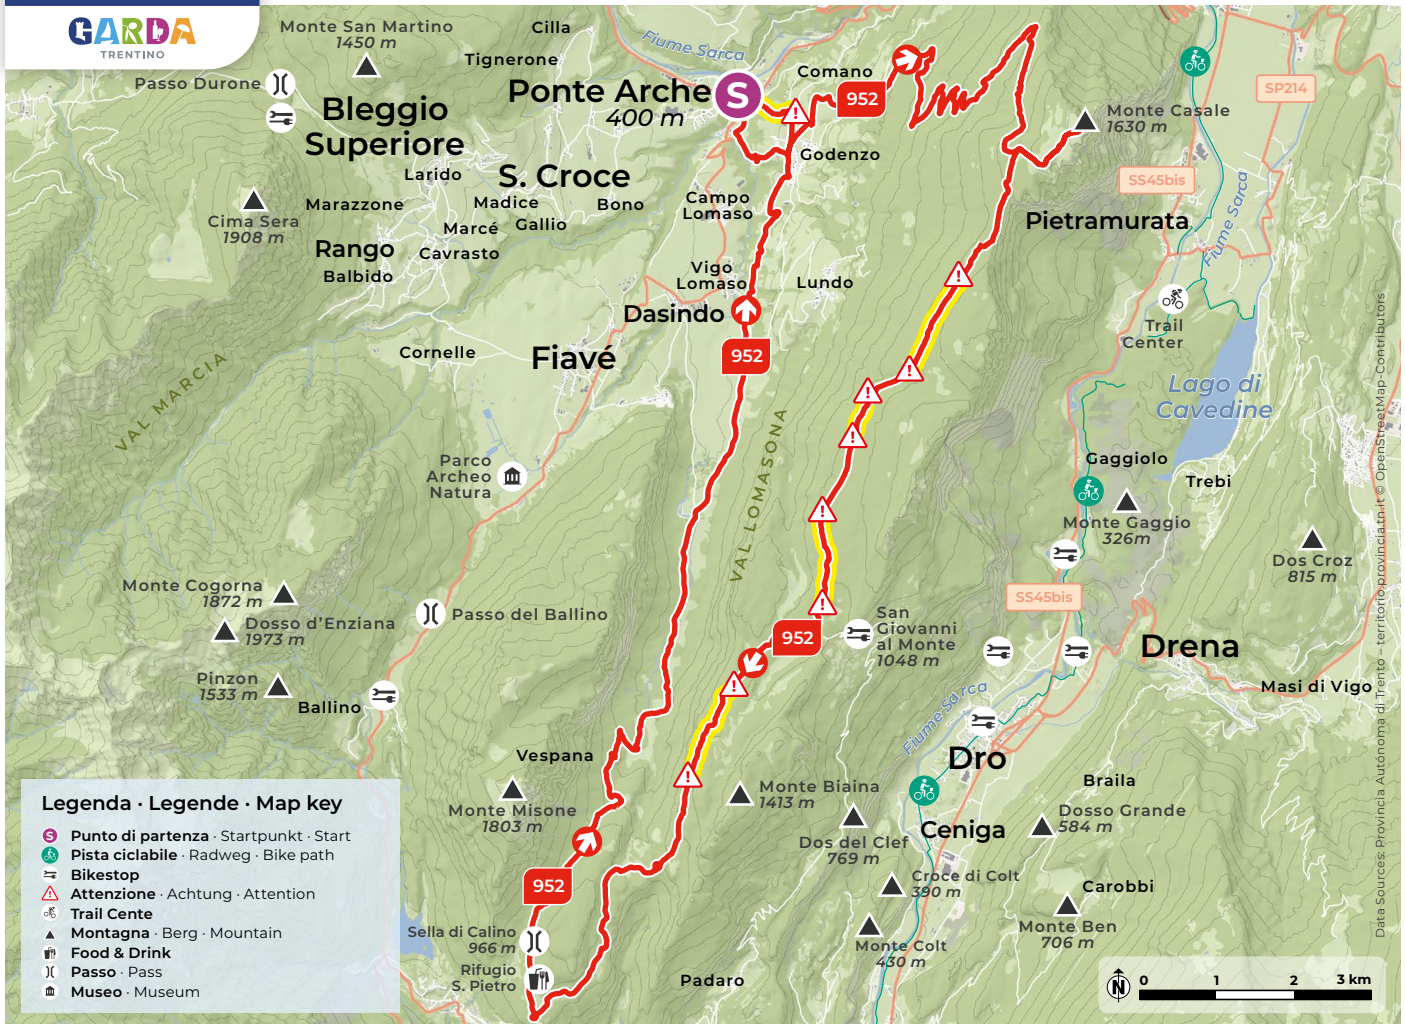 GARDA
TRENTINO
Monte San Martino
1450 m
Cilla
Tignerone
Fiume Sarca
Passo Durone
Bleggio
Superiore
Ponte Arche
400 m
S
Comano
952
SP214
Monte Casale
1630 m
Larido
S. Croce
Godenzo
SS45bis
Marazzone
Madice
Bono
Campo
Lomaso
Cima Sera
1908 m
Marcé
Gallio
Pietramurata
Fiume Sarca
Rango
Cavrasto
Balbido
Vigo
Lomaso
Lundo
Dasindo
Trail
Center
Cornelle
Fiavé
952
VAL MARCIA
Lago di
Cavedine
VAL LOMASONA
Parco
Archeo
Natura
Gaggiolo
Trebi
Monte Gaggio
326m
Dos Croz
815 m
Monte Cogorna
1872 m
Dosso d'Enziana
1973 m
Passo del Ballino
SS45bis
San
Giovanni
al Monte
1048 m
952
Drena
Pinzon
1533 m
Ballino
Masi di Vigo
Fiume Sarca
Vespana
Dro
Monte Misone
1803 m
Monte Biaina
1413 m
Braila
Dos del Clef
769 m
Ceniga
Dosso Grande
584 m
952
Croce di Colt
390 m
Carobbi
Monte Ben
706 m
Sella di Calino
966 m
Monte Colt
430 m
Rifugio
S. Pietro
Padaro
Legenda · Legende · Map key
S Punto di partenza · Startpunkt · Start
Pista ciclabile · Radweg · Bike path
Bikestop
Attenzione · Achtung · Attention
Trail Cente
Montagna · Berg · Mountain
Food & Drink
Passo · Pass
Museo · Museum
N
0 1 2 3 km
Data Sources: Provincia Autonoma di Trento – territorio.provincia.tn.it © OpenStreetMap-Contributors